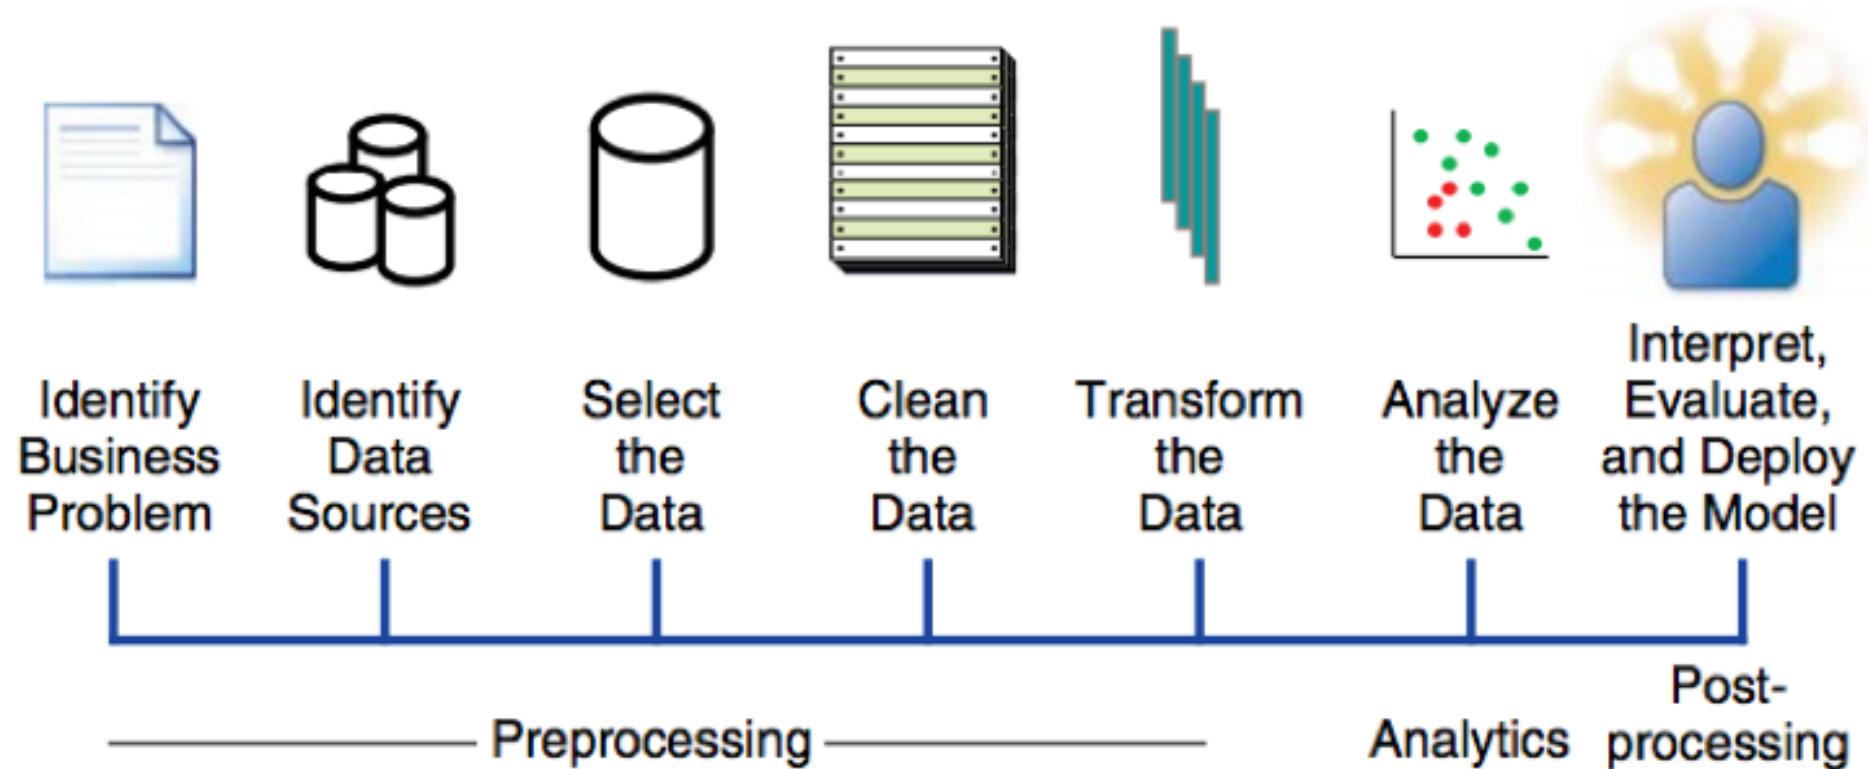 Identify
Business
Problem
Identify
Data
Sources
Select
the
Data
Clean
the
Data
Transform
the
Data
Analyze
the
Data
Interpret,
Evaluate,
and Deploy
the Model
Preprocessing
Analytics
Post-
processing